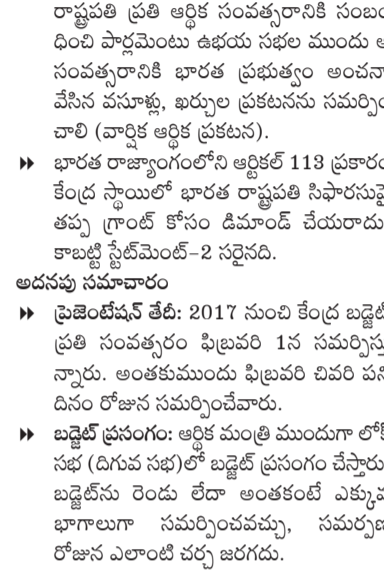 రాష్ట్రపతి ప్రతి ఆర్థిక సంవత్సరానికి సంబం
ధించి పార్లమెంటు ఉభయ సభల ముందు
సంవత్సరానికి భారత ప్రభుత్వం అంచనా
వేసిన వసూళ్లు, ఖర్చుల ప్రకటనను సమర్పిం
చాలి (వార్షిక ఆర్థిక ప్రకటన).
▶▶ భారత రాజ్యాంగంలోని ఆర్టికల్ 113 ప్రకారం
కేంద్ర స్థాయిలో భారత రాష్ట్రపతి సిఫారసుపై
తప్ప గ్రాంట్ కోసం డిమాండ్ చేయరాదు
కాబట్టి స్టేట్‌మెంట్-2 సరైనది.
అదనపు సమాచారం
▶▶ ప్రెజెంటేషన్ తేదీ: 2017 నుంచి కేంద్ర బడ్జెట్
ప్రతి సంవత్సరం ఫిబ్రవరి 1న సమర్పిస్తు
న్నారు. అంతకుముందు ఫిబ్రవరి చివరి పని
దినం రోజున సమర్పించేవారు.
▶▶ బడ్జెట్ ప్రసంగం: ఆర్థిక మంత్రి ముందుగా లోక్
సభ (దిగువ సభ)లో బడ్జెట్ ప్రసంగం చేస్తారు
బడ్జెట్‌ను రెండు లేదా అంతకంటే ఎక్కువ
భాగాలుగా సమర్పించవచ్చు, సమర్పణ
రోజున ఎలాంటి చర్చ జరగదు.